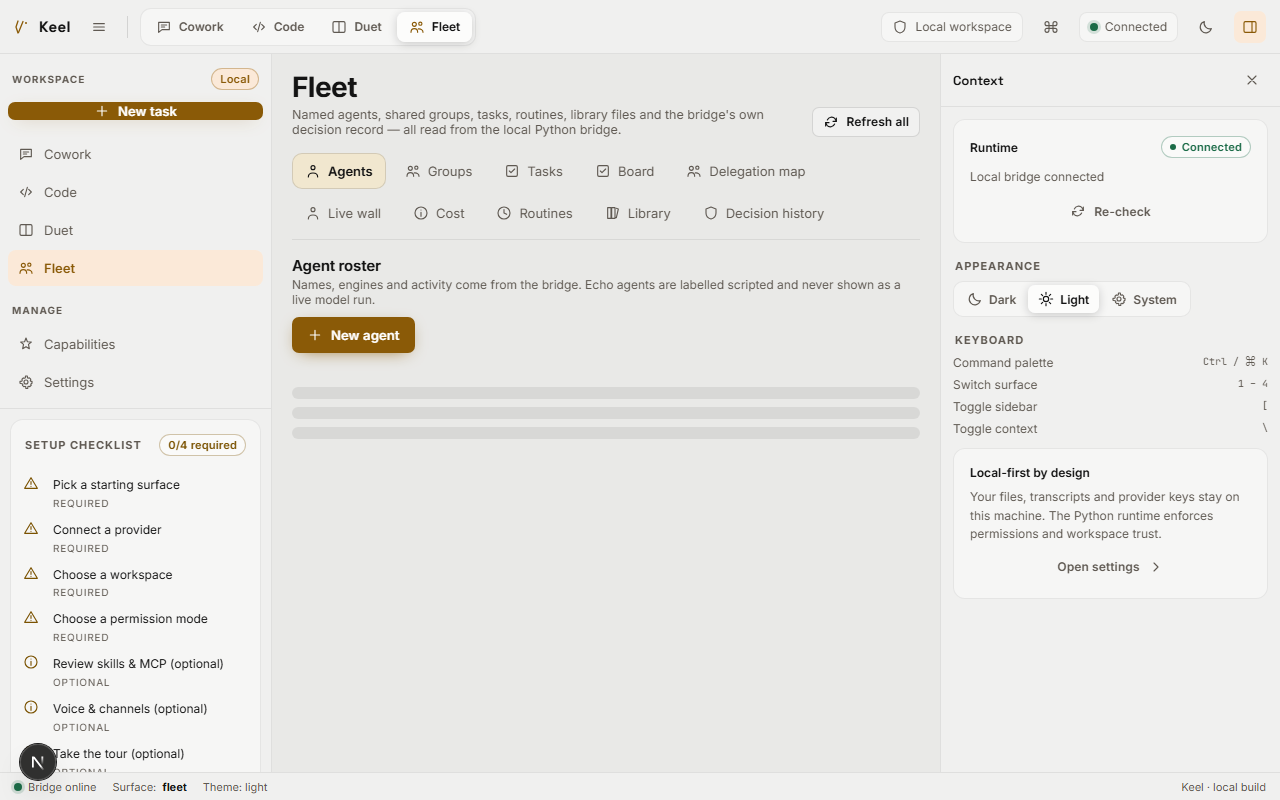 Keel
Cowork
Code
Duet
Fleet
Local workspace
⌘
Connected
WORKSPACE
Local
+ New task
Cowork
Code
Duet
Fleet
MANAGE
Capabilities
Settings
SETUP CHECKLIST
0/4 required
Pick a starting surface
REQUIRED
Connect a provider
REQUIRED
Choose a workspace
REQUIRED
Choose a permission mode
REQUIRED
Review skills & MCP (optional)
OPTIONAL
Voice & channels (optional)
OPTIONAL
Take the tour (optional)
OPTIONAL
N
Fleet
Named agents, shared groups, tasks, routines, library files and the bridge's own
decision record — all read from the local Python bridge.
Refresh all
Agents
Groups
Tasks
Board
Delegation map
Live wall
Cost
Routines
Library
Decision history
Agent roster
Names, engines and activity come from the bridge. Echo agents are labelled scripted and never shown as a
live model run.
+ New agent
Context
Runtime
Connected
Local bridge connected
Re-check
APPEARANCE
Dark
Light
System
KEYBOARD
Command palette Ctrl / ⌘ K
Switch surface 1 – 4
Toggle sidebar [
Toggle context \
Local-first by design
Your files, transcripts and provider keys stay on
this machine. The Python runtime enforces
permissions and workspace trust.
Open settings
Bridge online
Surface: fleet
Theme: light
Keel · local build